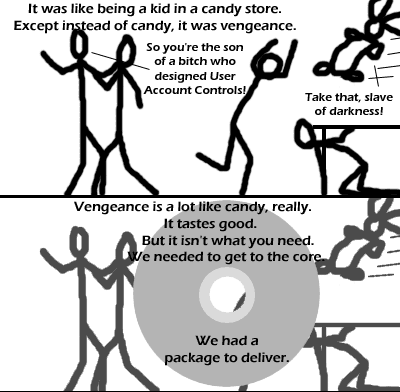 It was like being a kid in a candy store.
Except instead of candy, it was vengeance.
So you're the son
of a bitch who
designed User
Account Controls!
Take that, slave
of darkness!
Vengeance is a lot like candy, really.
It tastes good.
But it isn't what you need.
We needed to get to the core.
We had a
package to deliver.